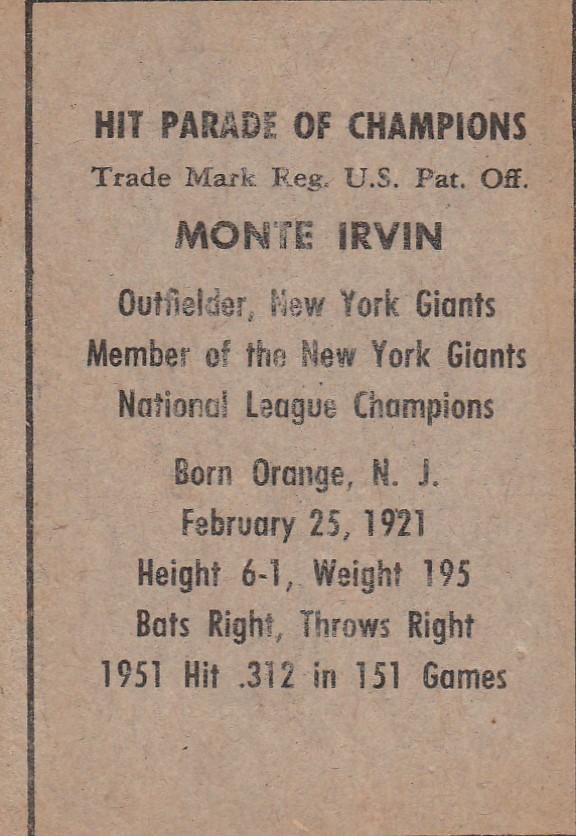 HIT PARADE OF CHAMPIONS
Trade Mark Reg. U.S. Pat. Off.
MONTE IRVIN
Outfielder, New York Giants
Member of the New York Giants
National League Champions
Born Orange, N. J.
February 25, 1921
Height 6-1, Weight 195
Bats Right, Throws Right
1951 Hit .312 in 151 Games